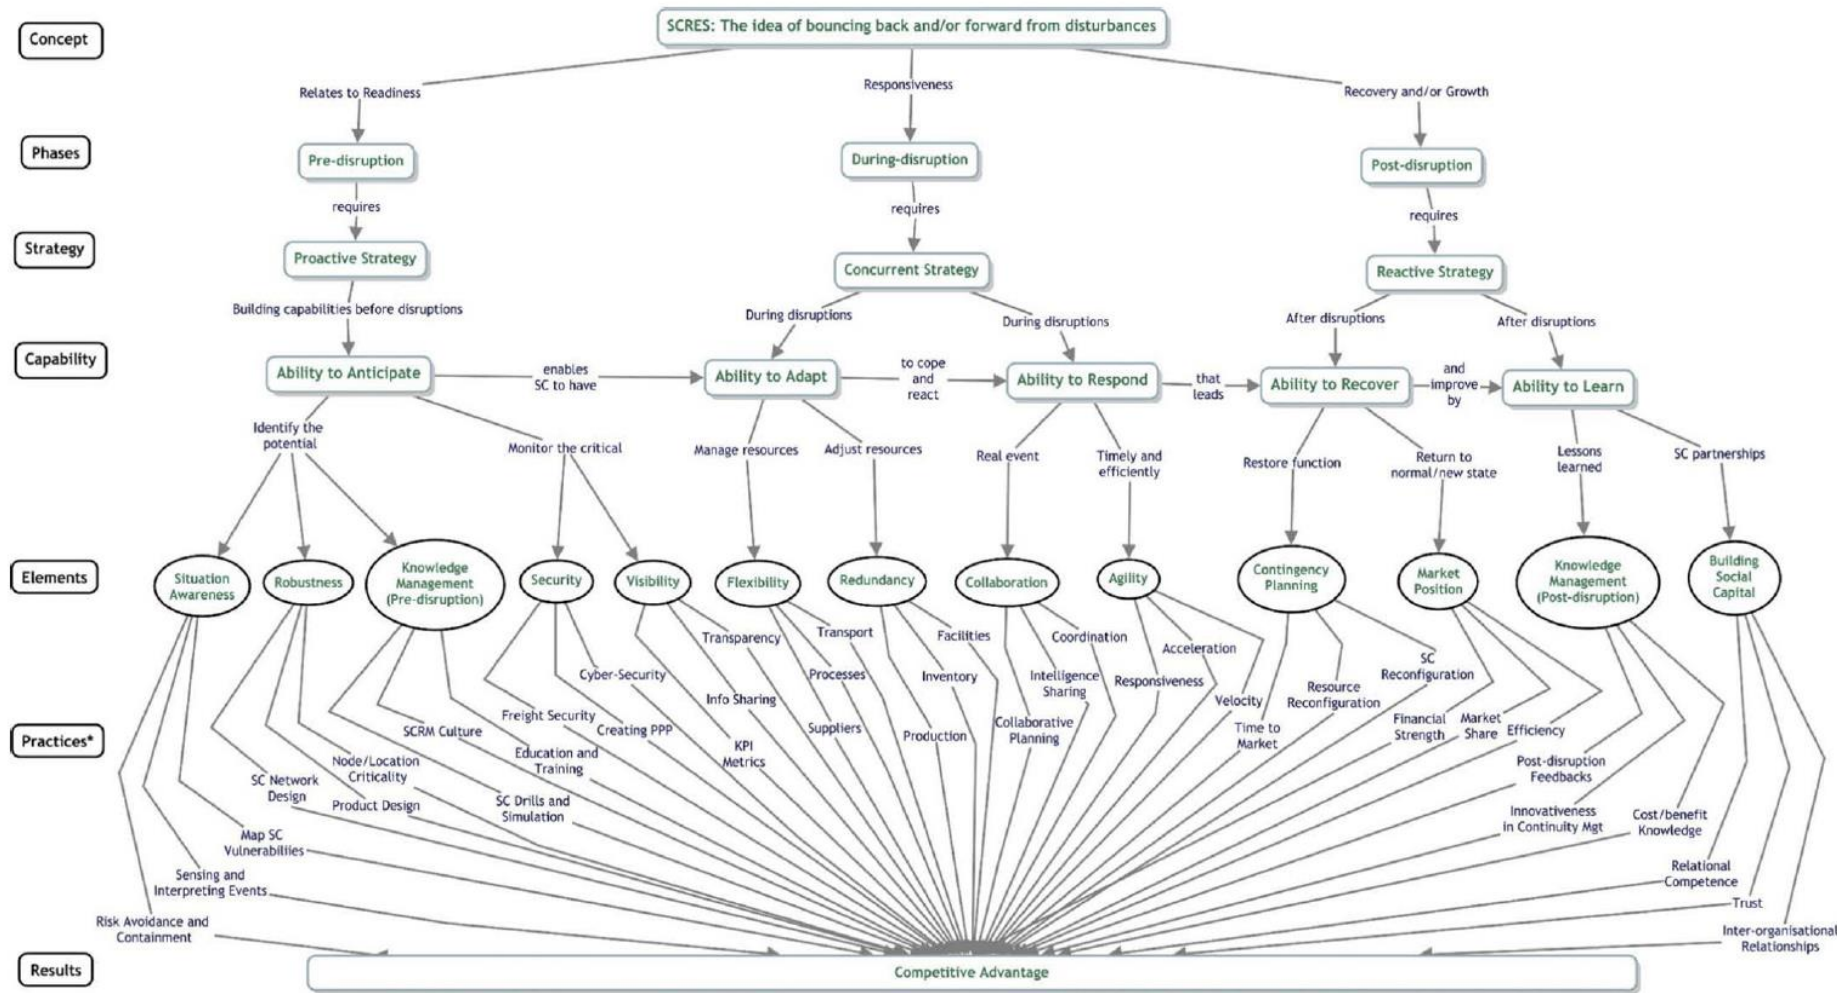 Concept
SCRES: The idea of bouncing back and/or forward from disturbances
Relates to Readiness
Responsiveness
Recovery and/or Growth
Phases
Pre-disruption
During-disruption
Post-disruption
requires
requires
requires
Strategy
Proactive Strategy
Concurrent Strategy
Reactive Strategy
Building capabilities before disruptions
During disruptions
During disruptions
After disruptions
After disruptions
Capability
Ability to Anticipate
enables
SC to have
Ability to Adapt
to cope
and
react
Ability to Respond
that
leads
Ability to Recover
and
improve
by
Ability to Learn
Identify the
potential
Monitor the critical
Manage resources
Adjust resources
Real event
Timely and
efficiently
Restore function
Return to
normal/new state
Lessons
learned
SC partnerships
Elements
Situation
Awareness
Robustness
Knowledge
Management
(Pre-disruption)
Security
Visibility
Flexibility
Redundancy
Collaboration
Agility
Contingency
Planning
Market
Position
Knowledge
Management
(Post-disruption)
Building
Social
Capital
Practices*
Risk Avoidance and
Containment
Sensing and
Interpreting Events
Map SC
Vulnerabiliies
SC Network
Design
Product Design
Node/Location
Criticality
SC Drills and
Simulation
SCRM Culture
Education and
Training
Freight Security
Creating PPP
Cyber-Security
KPI
Metrics
Info Sharing
Transparency
Suppliers
Processes
Transport
Production
Inventory
Facilities
Collaborative
Planning
Intelligence
Sharing
Coordination
Responsiveness
Acceleration
Velocity
Time to
Market
Resource
Reconfiguration
SC
Reconfiguration
Financial
Strength
Market
Share
Efficiency
Post-disruption
Feedbacks
Innovativeness
in Continuity Mgt
Cost/benefit
Knowledge
Relational
Competence
Trust
Inter-organisational
Relationships
Results
Competitive Advantage